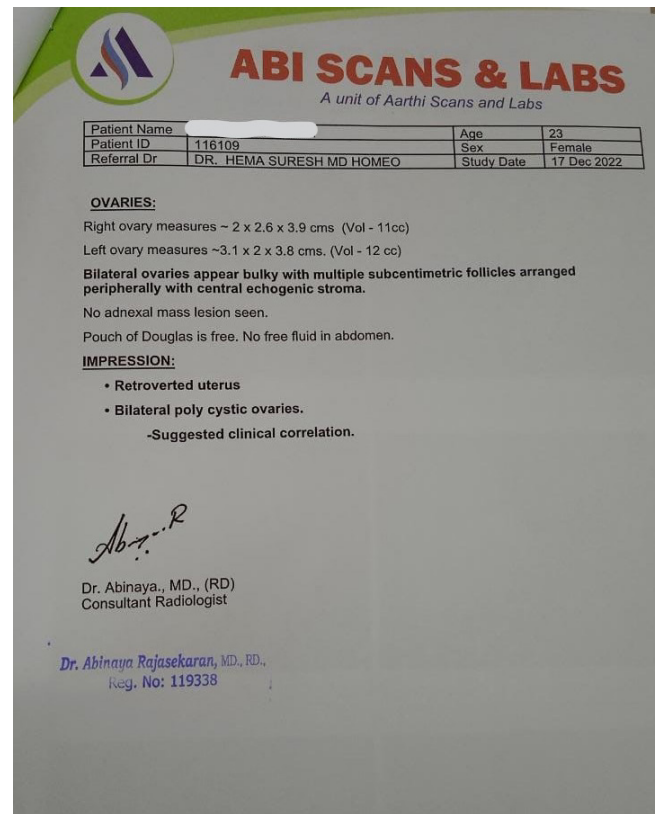 ABI SCANS & LABS
A unit of Aarthi Scans and Labs
Patient Name Age 23
Patient ID 116109 Sex Female
Referral Dr DR. HEMA SURESH MD HOMEO Study Date 17 Dec 2022
OVARIES:
Right ovary measures ~ 2 x 2.6 x 3.9 cms (Vol - 11cc)
Left ovary measures ~3.1 x 2 x 3.8 cms. (Vol - 12 cc)
Bilateral ovaries appear bulky with multiple subcentimetric follicles arranged
peripherally with central echogenic stroma.
No adnexal mass lesion seen.
Pouch of Douglas is free. No free fluid in abdomen.
IMPRESSION:
• Retroverted uterus
• Bilateral poly cystic ovaries.
-Suggested clinical correlation.
Dr. Abinaya., MD., (RD)
Consultant Radiologist
Dr. Abinaya Rajasekaran, MD., RD.,
Reg. No: 119338